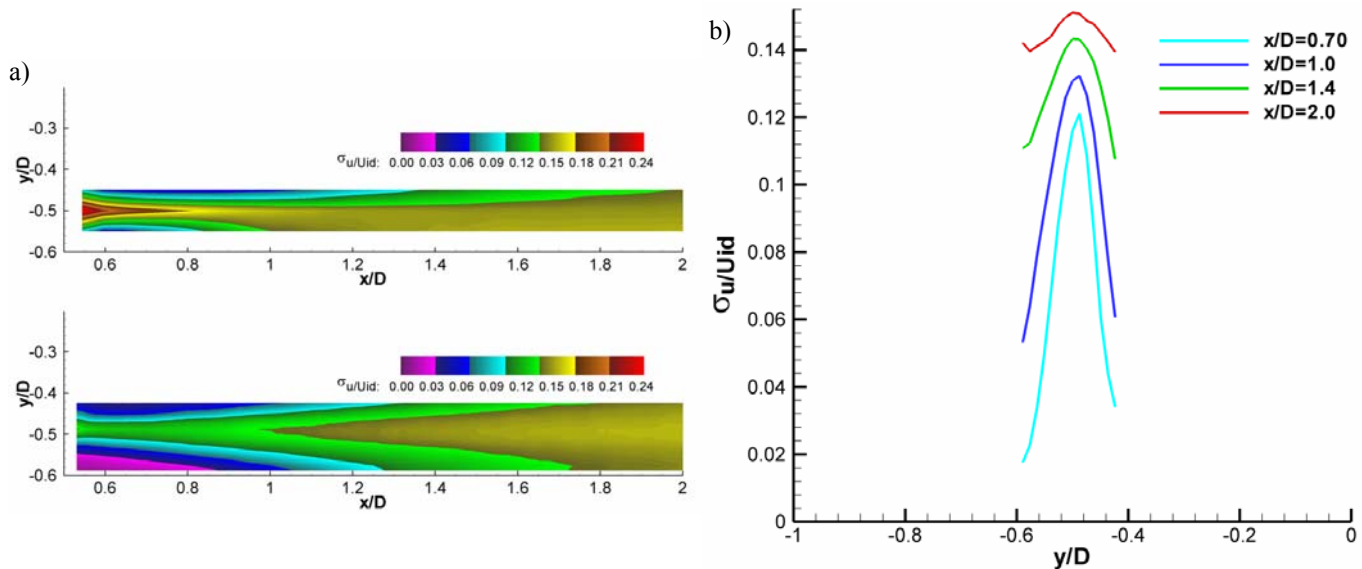 a)
-0.3
-0.4
-0.5
-0.6
y/D
σu/Uid: 0.00 0.03 0.06 0.09 0.12 0.15 0.18 0.21 0.24
0.6 0.8 1 1.2 1.4 1.6 1.8 2
x/D
-0.3
-0.4
-0.5
-0.6
y/D
σu/Uid: 0.00 0.03 0.06 0.09 0.12 0.15 0.18 0.21 0.24
0.6 0.8 1 1.2 1.4 1.6 1.8 2
x/D
b)
0.14
0.12
0.1
0.08
0.06
0.04
0.02
0
σu/Uid
x/D=0.70
x/D=1.0
x/D=1.4
x/D=2.0
-1 -0.8 -0.6 -0.4 -0.2 0
y/D